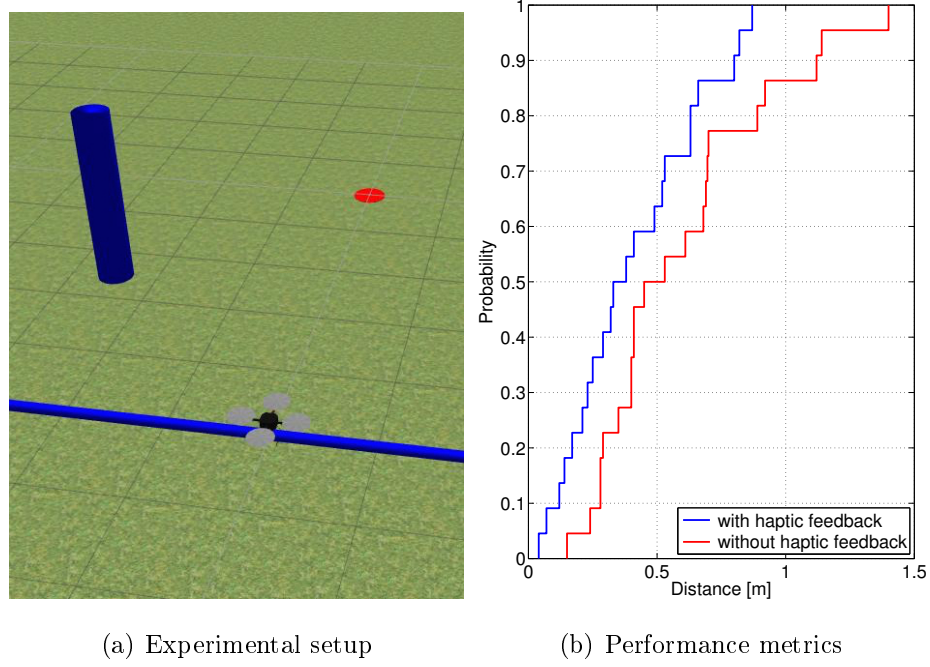 1
0.9
0.8
0.7
0.6
0.5
0.4
0.3
0.2
0.1
0
Probability
with haptic feedback
without haptic feedback
0 0.5 1 1.5
Distance [m]
(a) Experimental setup
(b) Performance metrics